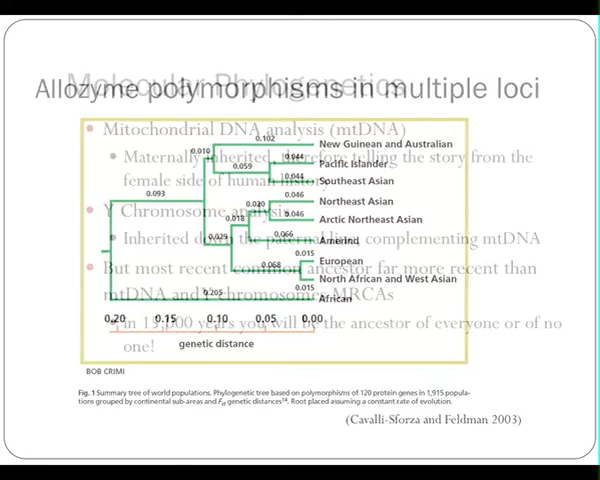 Molecular Phylogenetics
Allozyme polymorphisms in multiple loci
Mitochondrial DNA analysis (mtDNA)
Maternally inherited, therefore telling the story from the
female side of human history
Y Chromosome analysis
Inherited down the paternal line, complementing mtDNA
But most recent common ancestor far more recent than
mtDNA and Y chromosomes MRCAs
in 15,000 years you will be the ancestor of everyone or of no
one!
0.102
New Guinean and Australian
0.010
0.044
Pacific Islander
0.059
0.044
Southeast Asian
0.093
0.046
Northeast Asian
0.020
0.018
0.046
Arctic Northeast Asian
0.029
0.066
Amerind
0.015
European
0.068
North African and West Asian
0.015
0.205
African
0.20 0.15 0.10 0.05 0.00
genetic distance
BOB CRIMI
Fig. 1 Summary tree of world populations. Phylogenetic tree based on polymorphisms of 120 protein genes in 1,915 popula-
tions grouped by continental sub-areas and Fst genetic distances¹⁴. Root placed assuming a constant rate of evolution.
(Cavalli-Sforza and Feldman 2003)